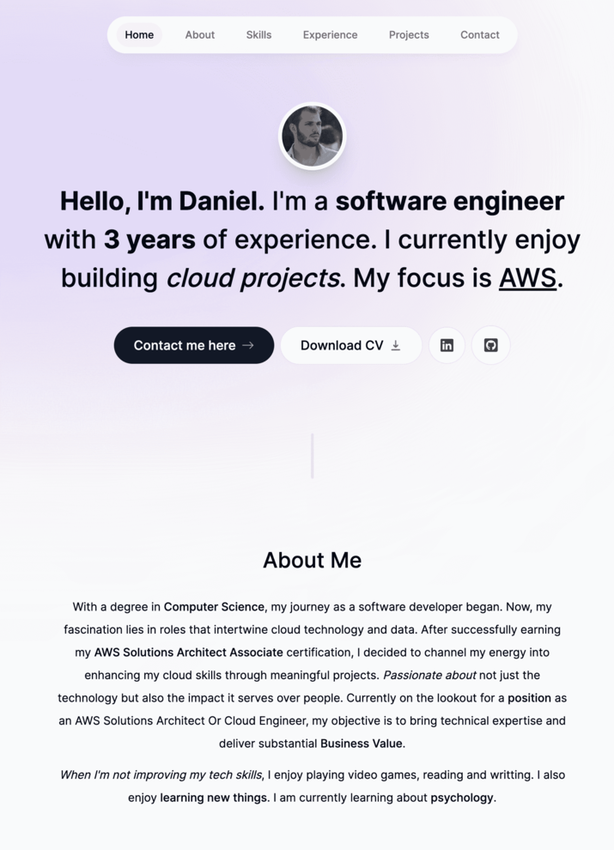 Home About Skills Experience Projects Contact
Hello, I'm Daniel. I'm a software engineer
with 3 years of experience. I currently enjoy
building cloud projects. My focus is AWS.
Contact me here → Download CV in
About Me
With a degree in Computer Science, my journey as a software developer began. Now, my
fascination lies in roles that intertwine cloud technology and data. After successfully earning
my AWS Solutions Architect Associate certification, I decided to channel my energy into
enhancing my cloud skills through meaningful projects. Passionate about not just the
technology but also the impact it serves over people. Currently on the lookout for a position as
an AWS Solutions Architect Or Cloud Engineer, my objective is to bring technical expertise and
deliver substantial Business Value.
When I'm not improving my tech skills, I enjoy playing video games, reading and writting. I also
enjoy learning new things. I am currently learning about psychology.